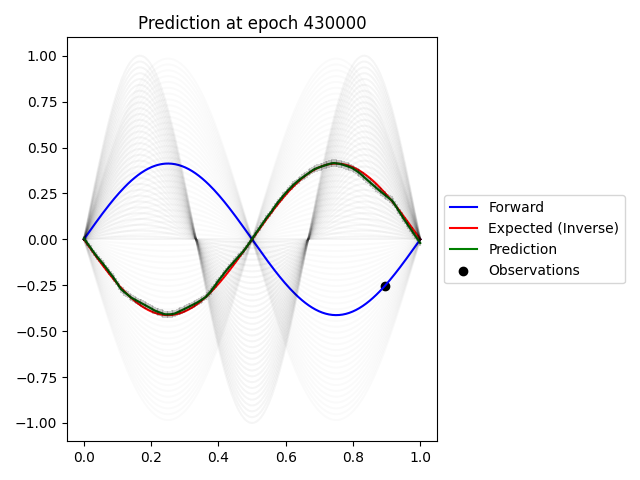 Prediction at epoch 430000
1.00
0.75
0.50
0.25
0.00
−0.25
−0.50
−0.75
−1.00
0.0 0.2 0.4 0.6 0.8 1.0
Forward
Expected (Inverse)
Prediction
Observations